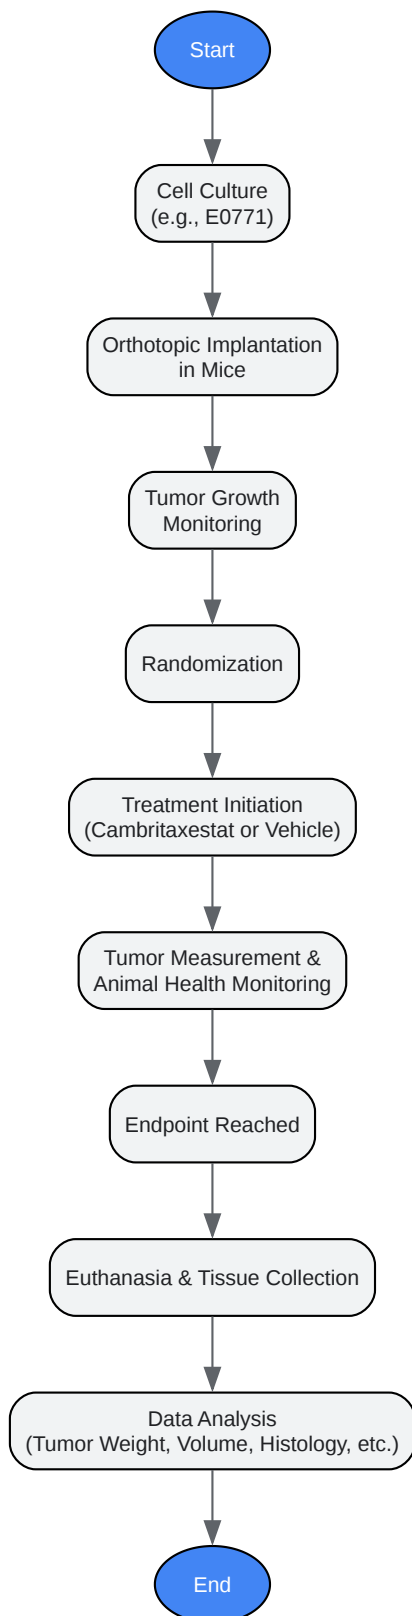 Start
Cell Culture
(e.g., E0771)
Orthotopic Implantation
in Mice
Tumor Growth
Monitoring
Randomization
Treatment Initiation
(Cambritaxestat or Vehicle)
Tumor Measurement &
Animal Health Monitoring
Endpoint Reached
Euthanasia & Tissue Collection
Data Analysis
(Tumor Weight, Volume, Histology, etc.)
End